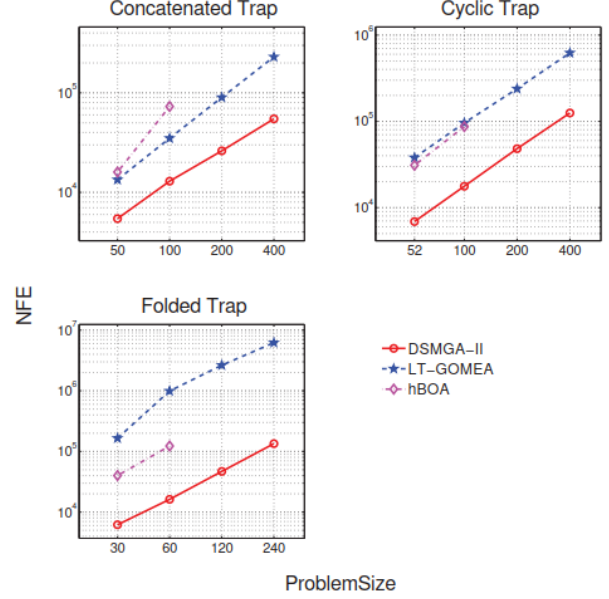 Concatenated Trap
10^5
10^4
50 100 200 400
Cyclic Trap
10^6
10^5
10^4
52 100 200 400
NFE
Folded Trap
10^7
10^6
10^5
10^4
30 60 120 240
DSMGA-II
LT-GOMEA
hBOA
ProblemSize